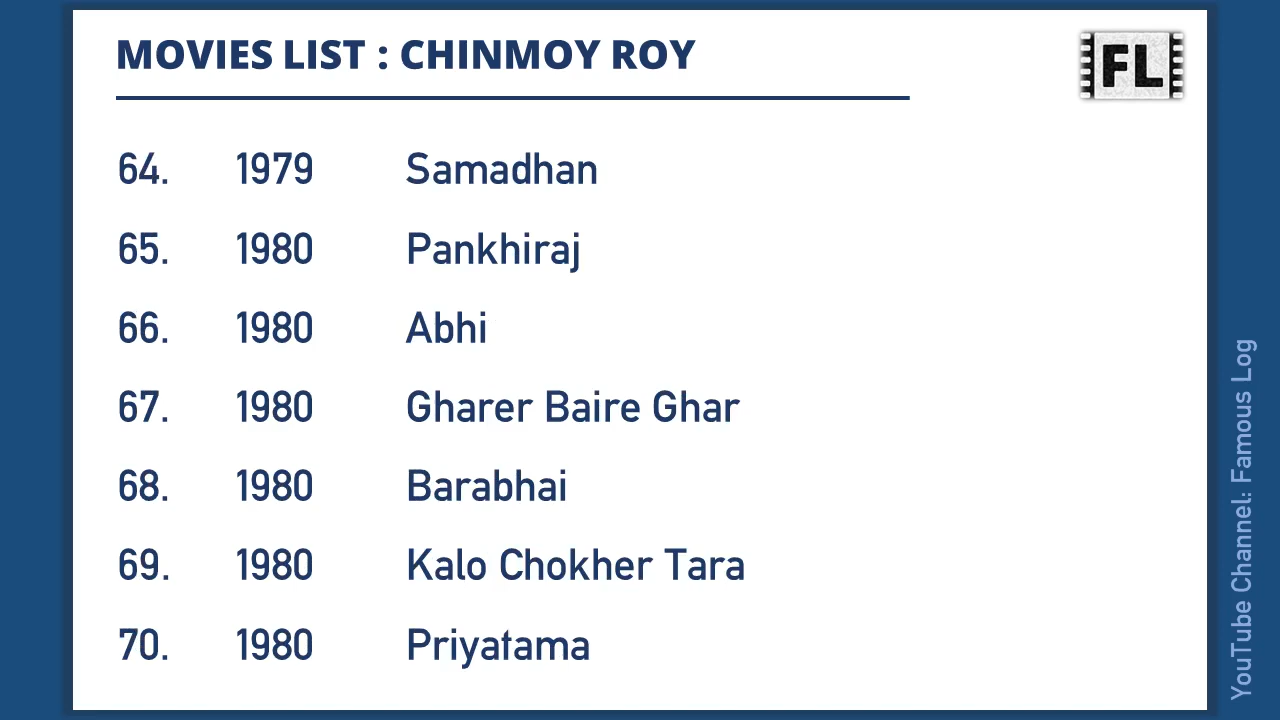 MOVIES LIST : CHINMOY ROY
FL
64. 1979 Samadhan
65. 1980 Pankhiraj
66. 1980 Abhi
67. 1980 Gharer Baire Ghar
68. 1980 Barabhai
69. 1980 Kalo Chokher Tara
70. 1980 Priyatama
YouTube Channel: Famous Log